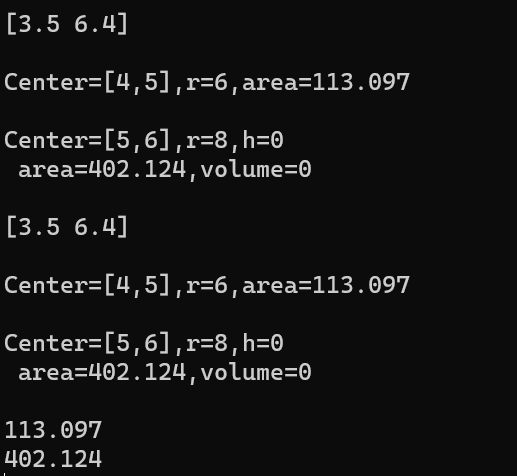 [3.5 6.4]
Center=[4,5],r=6,area=113.097
Center=[5,6],r=8,h=0
area=402.124,volume=0
[3.5 6.4]
Center=[4,5],r=6,area=113.097
Center=[5,6],r=8,h=0
area=402.124,volume=0
113.097
402.124